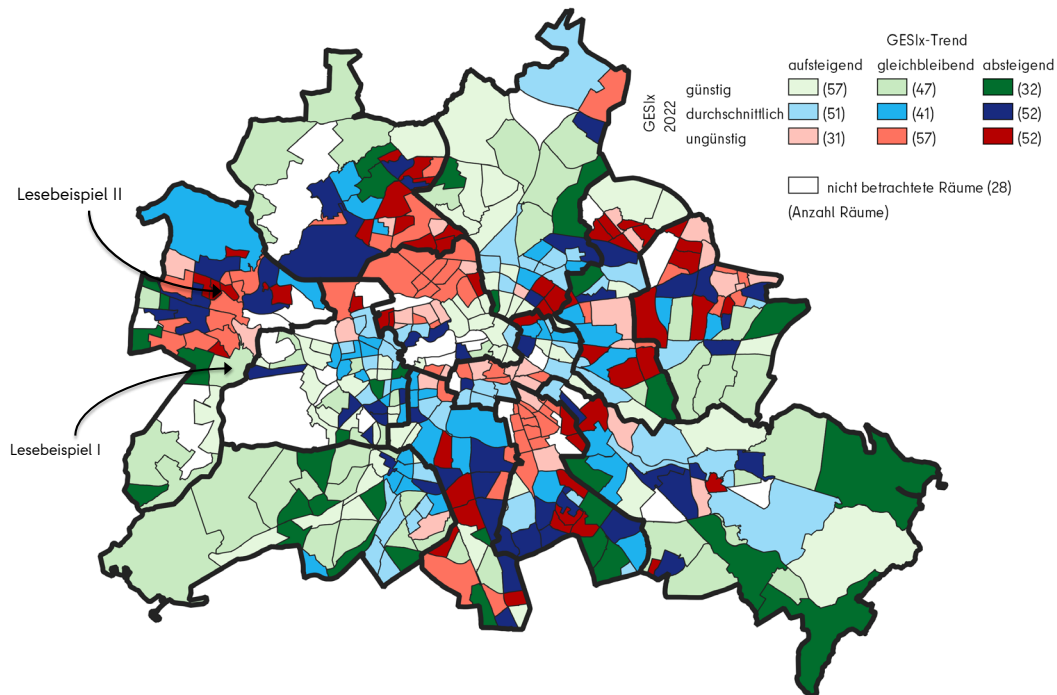 GESIx-Trend
aufsteigend gleichbleibend absteigend
günstig (57) (47) (32)
durchschnittlich (51) (41) (52)
ungünstig (31) (57) (52)
GESIx
2022
nicht betrachtete Räume (28)
(Anzahl Räume)
Lesebeispiel II
Lesebeispiel I